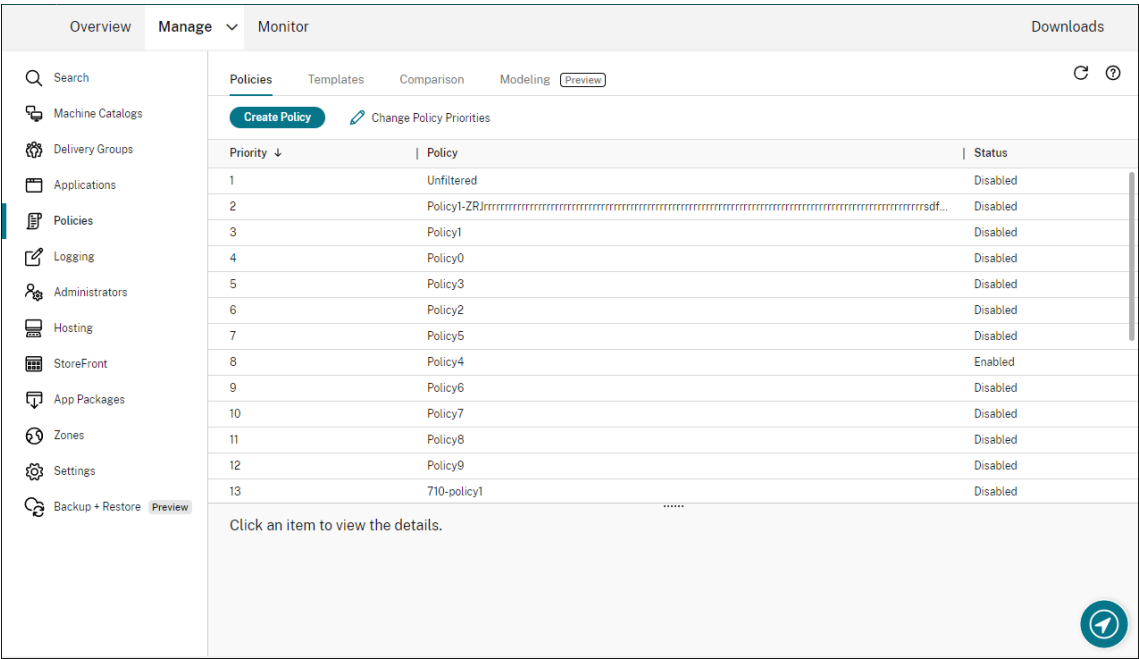 Overview Manage Monitor Downloads
Search
Machine Catalogs
Delivery Groups
Applications
Policies
Logging
Administrators
Hosting
StoreFront
App Packages
Zones
Settings
Backup + Restore Preview
Policies Templates Comparison Modeling Preview
Create Policy Change Policy Priorities
Priority Policy Status
1 Unfiltered Disabled
2 Policy1-ZRJrrrrrrrrrrrrrrrrrrrrrrrrrrrrrrrrrrrrrrrrrrrrrrrrrrrrrrrrrrrrrrrrrrrrrrrrrrrrrrrrrrrrrrrrrrrrrrrrrrrrrrrrrrrrsdf... Disabled
3 Policy1 Disabled
4 Policy0 Disabled
5 Policy3 Disabled
6 Policy2 Disabled
7 Policy5 Disabled
8 Policy4 Enabled
9 Policy6 Disabled
10 Policy7 Disabled
11 Policy8 Disabled
12 Policy9 Disabled
13 710-policy1 Disabled
Click an item to view the details.